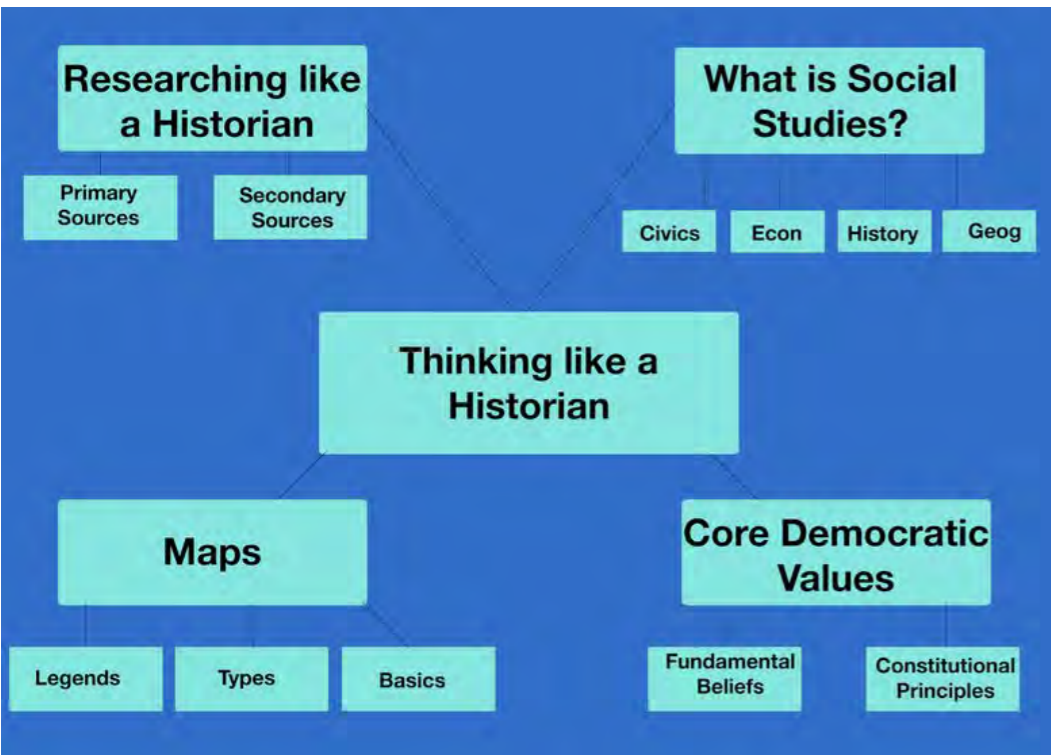 Researching like
a Historian
Primary
Sources
Secondary
Sources
What is Social
Studies?
Civics
Econ
History
Geog
Thinking like a
Historian
Maps
Legends
Types
Basics
Core Democratic
Values
Fundamental
Beliefs
Constitutional
Principles